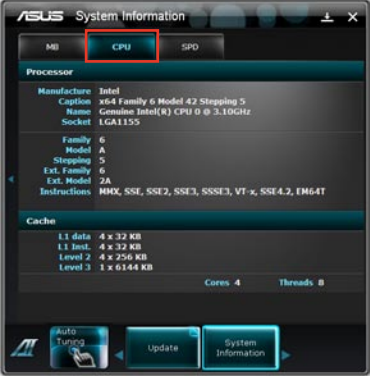 ASUS System Information
MB CPU SPD
Processor
Manufacture Intel
Caption x64 Family 6 Model 42 Stepping 5
Name Genuine Intel(R) CPU 0 @ 3.10GHz
Socket LGA1155
Family 6
Model A
Stepping 5
Ext. Family 6
Ext. Model 2A
Instructions MMX, SSE, SSE2, SSE3, SSSE3, VT-x, SSE4.2, EM64T
Cache
L1 data 4 x 32 KB
L1 Inst. 4 x 32 KB
Level 2 4 x 256 KB
Level 3 1 x 6144 KB
Cores 4 Threads 8
Auto
Tuning
Update
System
Information